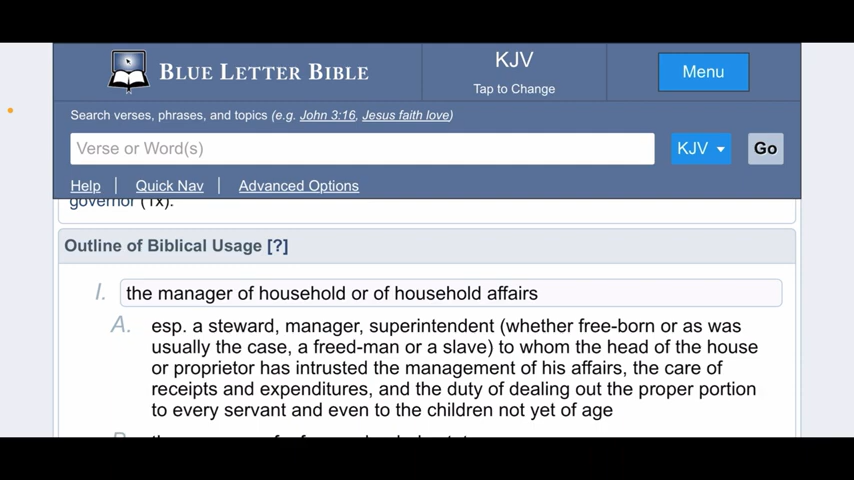 BLUE LETTER BIBLE
KJV
Tap to Change
Menu
Search verses, phrases, and topics (e.g. John 3:16, Jesus faith love)
Verse or Word(s)
KJV
Go
Help
Quick Nav
Advanced Options
governor (1x).
Outline of Biblical Usage [?]
I. the manager of household or of household affairs
A. esp. a steward, manager, superintendent (whether free-born or as was
usually the case, a freed-man or a slave) to whom the head of the house
or proprietor has intrusted the management of his affairs, the care of
receipts and expenditures, and the duty of dealing out the proper portion
to every servant and even to the children not yet of age